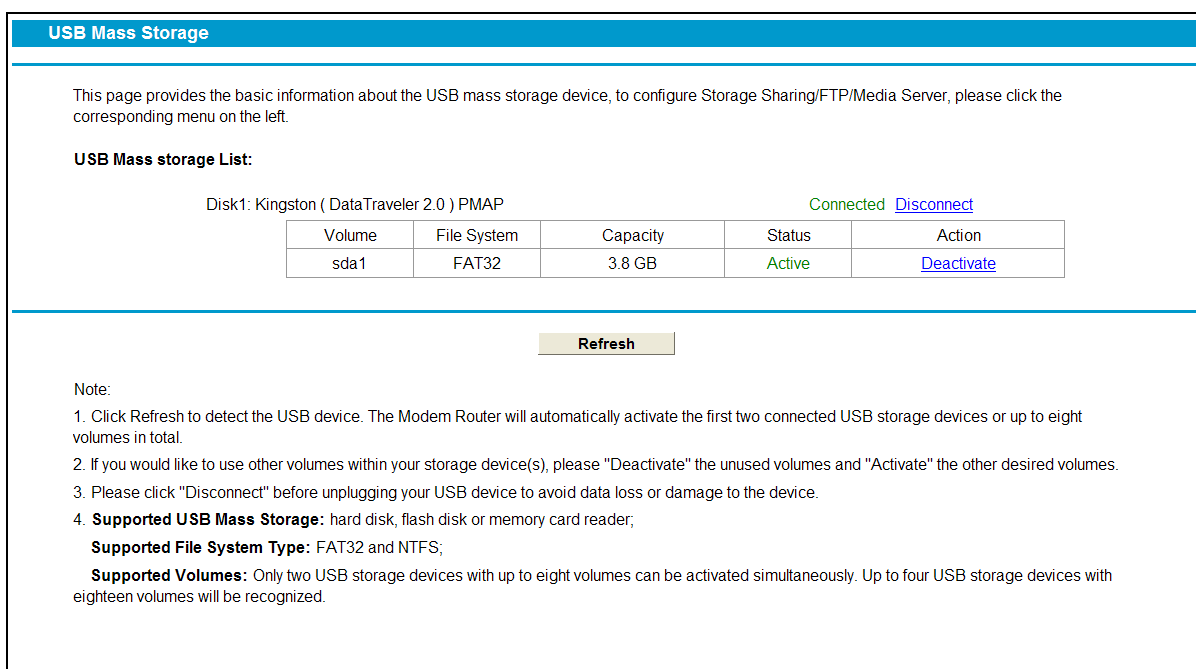 USB Mass Storage
This page provides the basic information about the USB mass storage device, to configure Storage Sharing/FTP/Media Server, please click the
corresponding menu on the left.
USB Mass storage List:
Disk1: Kingston ( DataTraveler 2.0 ) PMAP Connected Disconnect
Volume File System Capacity Status Action
sda1 FAT32 3.8 GB Active Deactivate
Refresh
Note:
1. Click Refresh to detect the USB device. The Modem Router will automatically activate the first two connected USB storage devices or up to eight
volumes in total.
2. If you would like to use other volumes within your storage device(s), please "Deactivate" the unused volumes and "Activate" the other desired volumes.
3. Please click "Disconnect" before unplugging your USB device to avoid data loss or damage to the device.
4. Supported USB Mass Storage: hard disk, flash disk or memory card reader;
Supported File System Type: FAT32 and NTFS;
Supported Volumes: Only two USB storage devices with up to eight volumes can be activated simultaneously. Up to four USB storage devices with
eighteen volumes will be recognized.